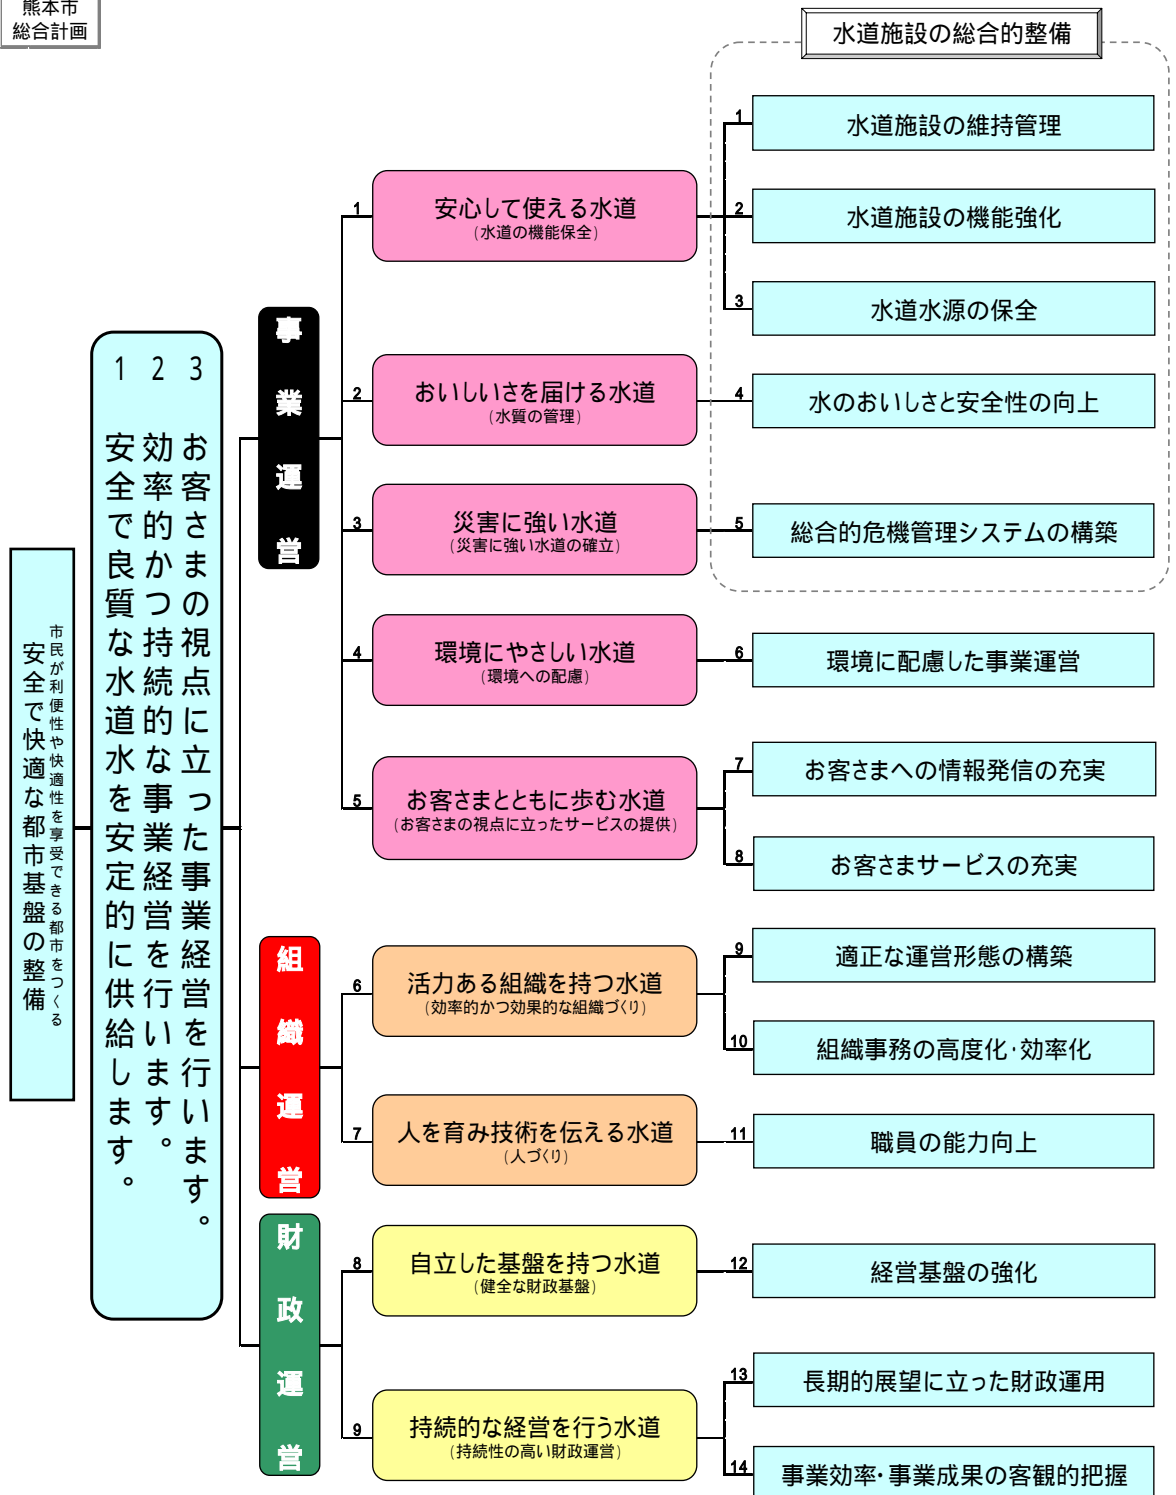 熊本市
総合計画
水道施設の総合的整備
市民が利便性や快適性を享受できる都市をつくる
安全で快適な都市基盤の整備
1 安全で良質な水道水を安定的に供給します。
2 効率的かつ持続的な事業経営を行います。
3 お客さまの視点に立った事業経営を行います。
事業運営
1
安心して使える水道
(水道の機能保全)
1
水道施設の維持管理
2
水道施設の機能強化
3
水道水源の保全
2
おいしいさを届ける水道
(水質の管理)
4
水のおいしさと安全性の向上
3
災害に強い水道
(災害に強い水道の確立)
5
総合的危機管理システムの構築
4
環境にやさしい水道
(環境への配慮)
6
環境に配慮した事業運営
5
お客さまとともに歩む水道
(お客さまの視点に立ったサービスの提供)
7
お客さまへの情報発信の充実
8
お客さまサービスの充実
組織運営
6
活力ある組織を持つ水道
(効率的かつ効果的な組織づくり)
9
適正な運営形態の構築
10
組織事務の高度化・効率化
7
人を育み技術を伝える水道
(人づくり)
11
職員の能力向上
財政運営
8
自立した基盤を持つ水道
(健全な財政基盤)
12
経営基盤の強化
9
持続的な経営を行う水道
(持続性の高い財政運営)
13
長期的展望に立った財政運用
14
事業効率・事業成果の客観的把握